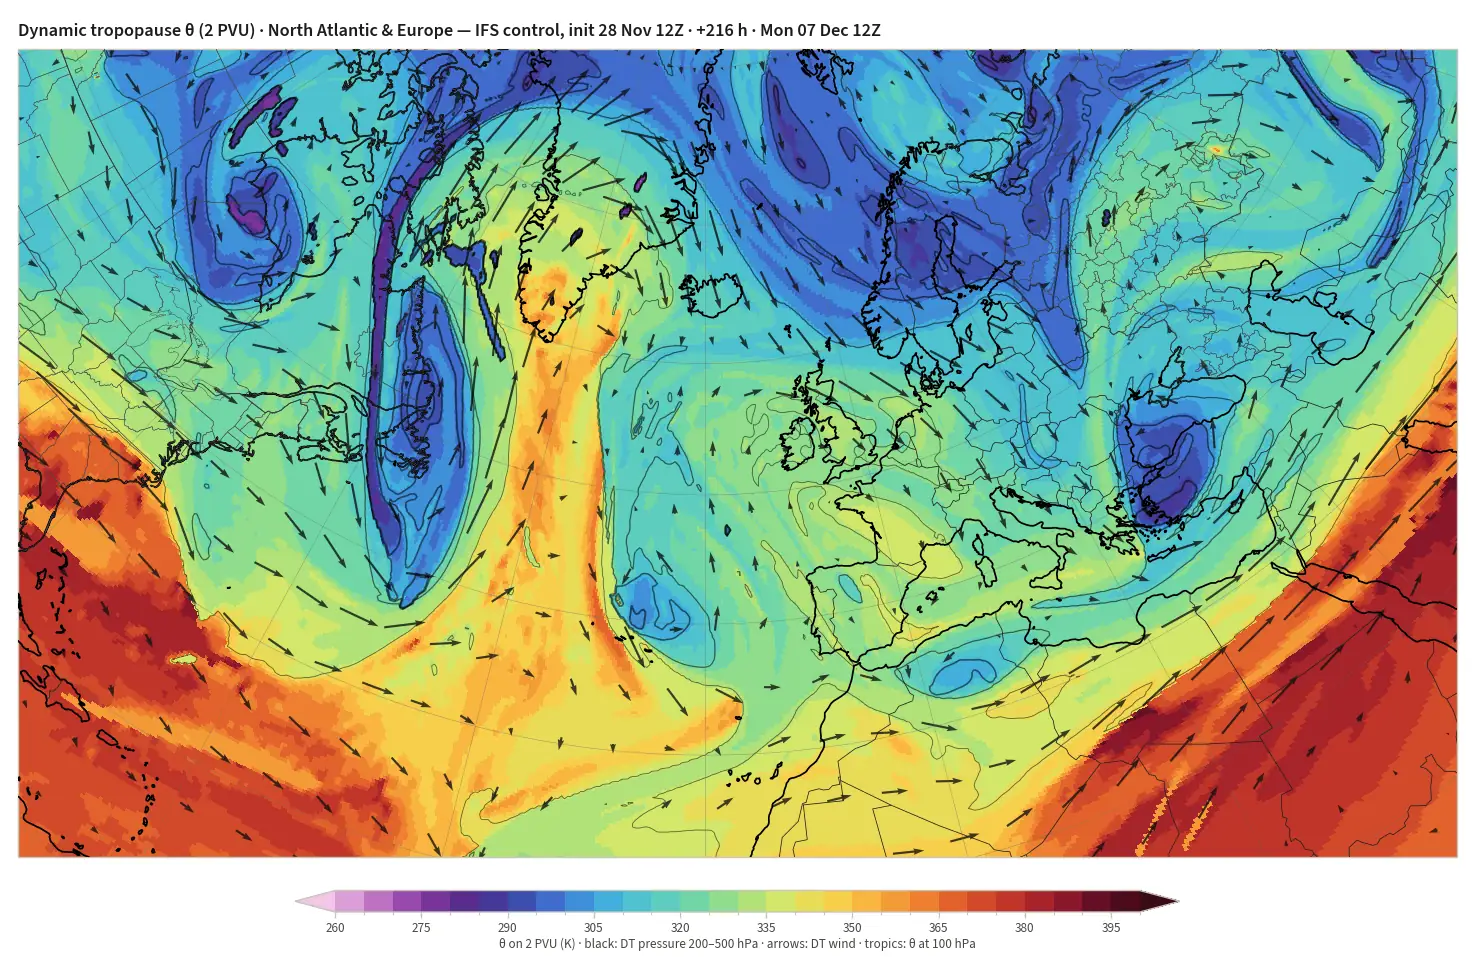 Dynamic tropopause θ (2 PVU) · North Atlantic & Europe — IFS control, init 28 Nov 12Z · +216 h · Mon 07 Dec 12Z
260 275 290 305 320 335 350 365 380 395
θ on 2 PVU (K) · black: DT pressure 200–500 hPa · arrows: DT wind · tropics: θ at 100 hPa